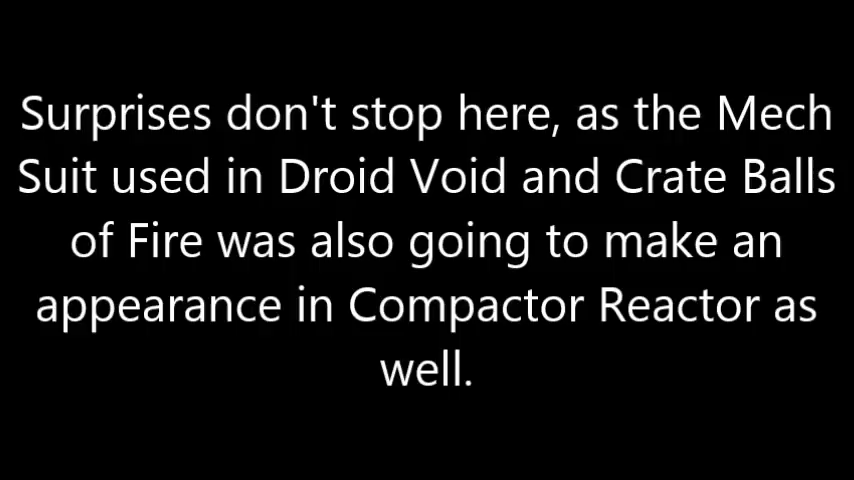 Surprises don't stop here, as the Mech
Suit used in Droid Void and Crate Balls
of Fire was also going to make an
appearance in Compactor Reactor as
well.